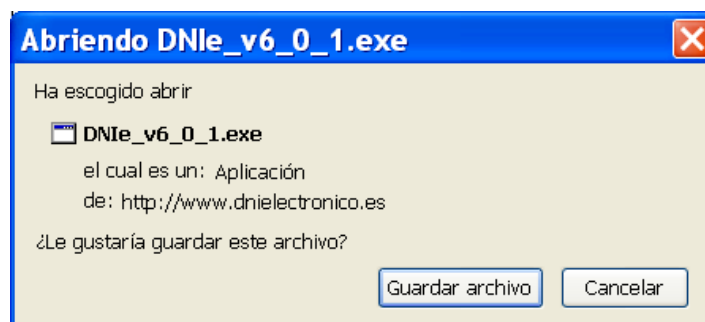 Abriendo DNIe_v6_0_1.exe
Ha escogido abrir
DNIe_v6_0_1.exe
el cual es un: Aplicación
de: http://www.dnielectronico.es
¿Le gustaría guardar este archivo?
Guardar archivo Cancelar